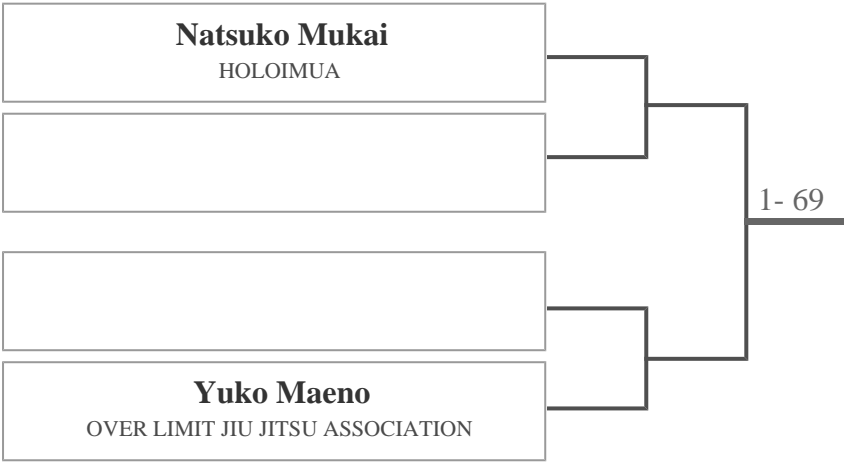 Natsuko Mukai
HOLOIMUA
1- 69
Yuko Maeno
OVER LIMIT JIU JITSU ASSOCIATION